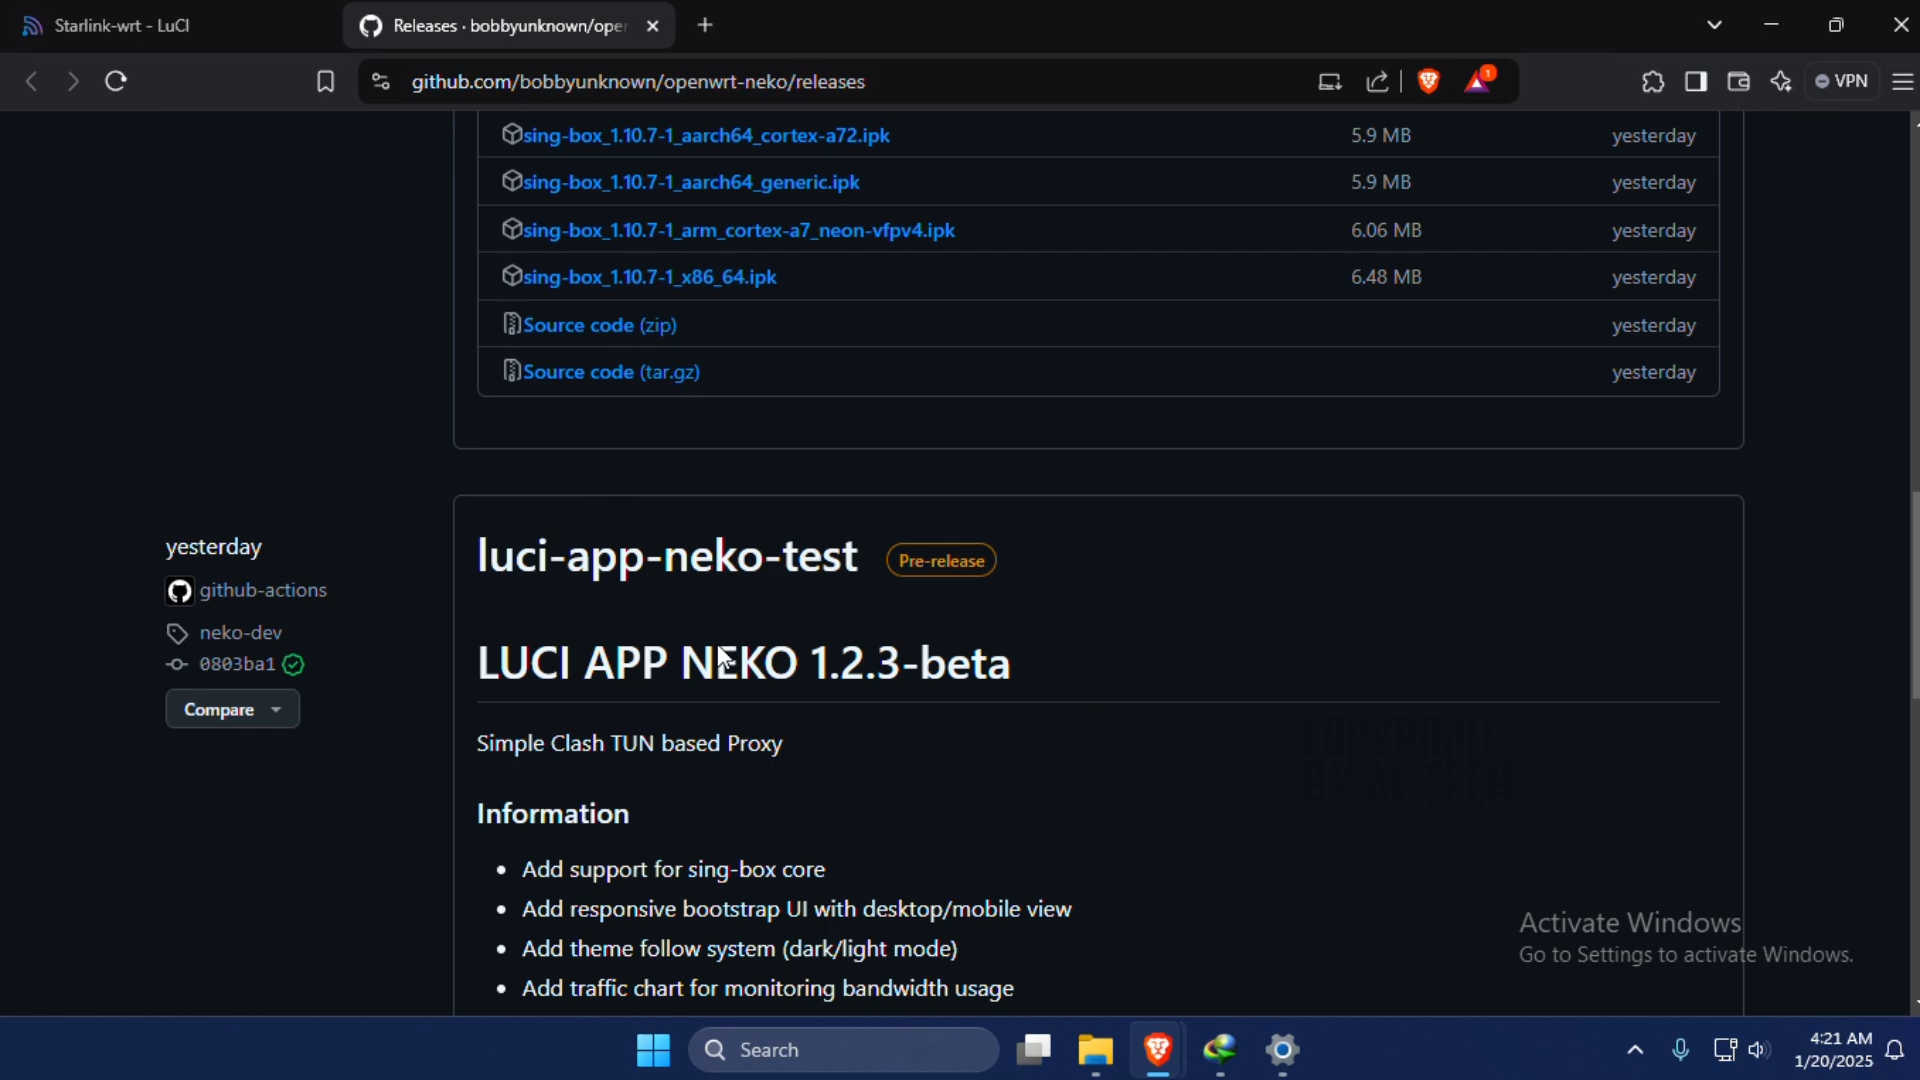 Starlink-wrt - LuCI
Releases · bobbyunknown/oper
github.com/bobbyunknown/openwrt-neko/releases
1
VPN
sing-box_1.10.7-1_aarch64_cortex-a72.ipk 5.9 MB yesterday
sing-box_1.10.7-1_aarch64_generic.ipk 5.9 MB yesterday
sing-box_1.10.7-1_arm_cortex-a7_neon-vfpv4.ipk 6.06 MB yesterday
sing-box_1.10.7-1_x86_64.ipk 6.48 MB yesterday
Source code (zip) yesterday
Source code (tar.gz) yesterday
yesterday
github-actions
neko-dev
0803ba1
Compare
luci-app-neko-test Pre-release
LUCI APP NEKO 1.2.3-beta
Simple Clash TUN based Proxy
Information
Add support for sing-box core
Add responsive bootstrap UI with desktop/mobile view
Add theme follow system (dark/light mode)
Add traffic chart for monitoring bandwidth usage
Activate Windows
Go to Settings to activate Windows.
Search
4:21 AM
1/20/2025